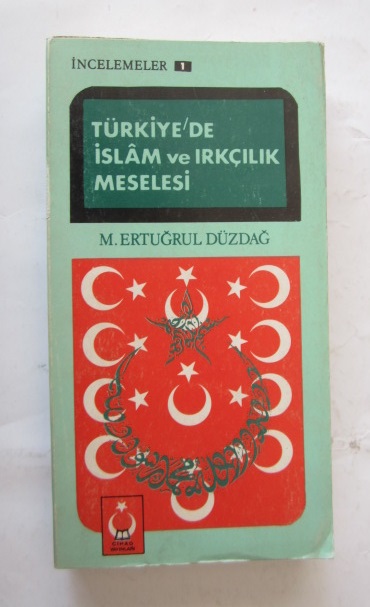 İNCELEMELER 1
TÜRKİYE'DE
İSLÂM ve IRKÇILIK
MESELESİ
M. ERTUĞRUL DÜZDAĞ